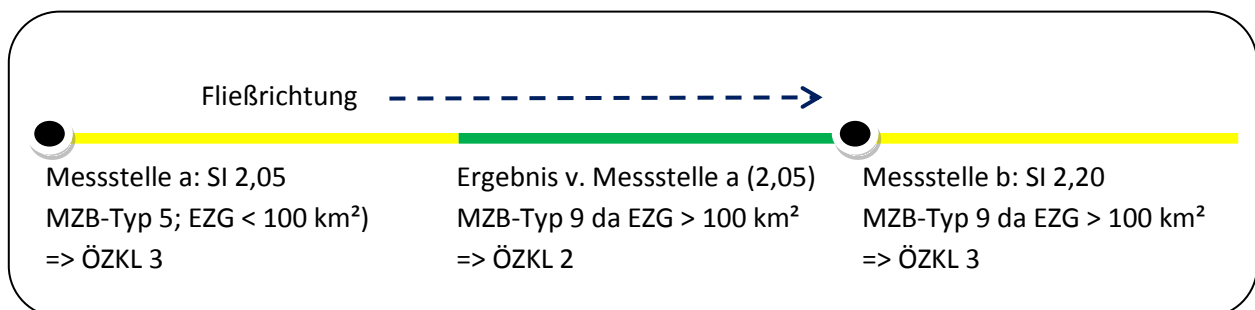 Fließrichtung
Messstelle a: SI 2,05
MZB-Typ 5; EZG < 100 km²)
=> ÖZKL 3
Ergebnis v. Messstelle a (2,05)
MZB-Typ 9 da EZG > 100 km²
=> ÖZKL 2
Messstelle b: SI 2,20
MZB-Typ 9 da EZG > 100 km²
=> ÖZKL 3